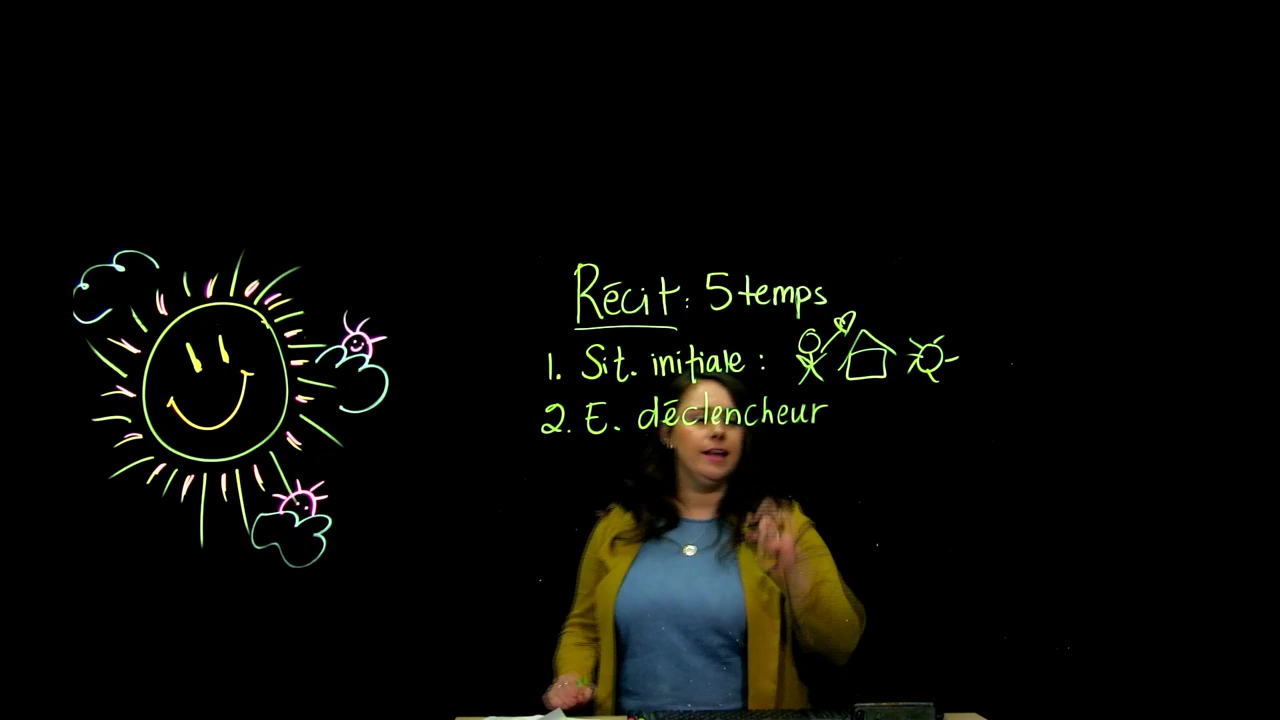 Récit : 5 temps
1. Sit. initiale :
2. E. déclencheur